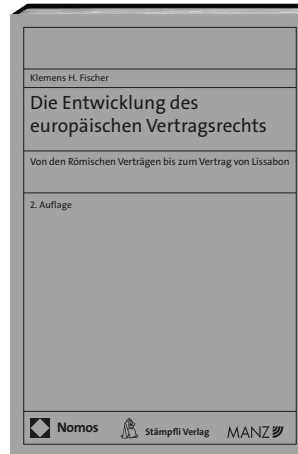 Klemens H. Fischer
Die Entwicklung des
europäischen Vertragsrechts
Von den Römischen Verträgen bis zum Vertrag von Lissabon
2. Auflage
Nomos
Stämpfli Verlag
MANZ